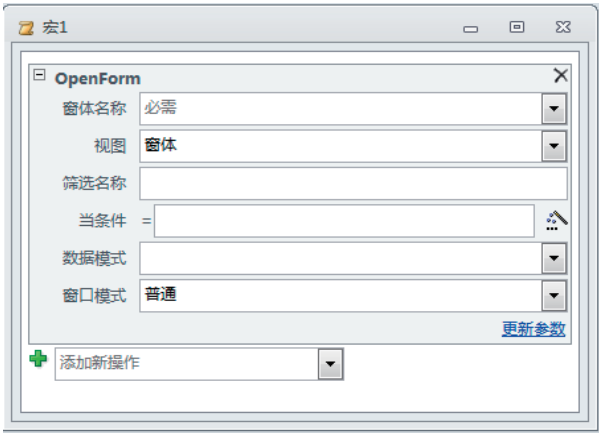 宏1
OpenForm
窗体名称 必需
视图 窗体
筛选名称
当条件 =
数据模式
窗口模式 普通
更新参数
添加新操作